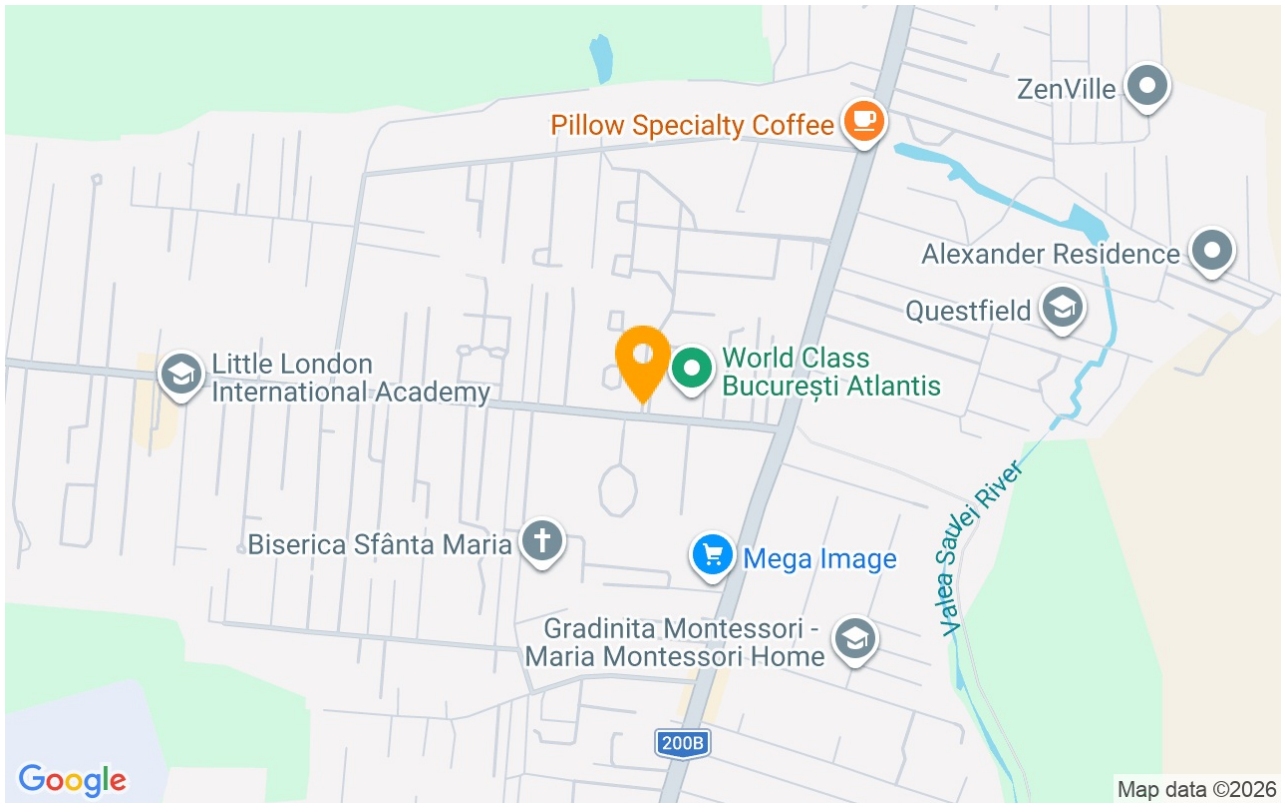 ZenVille
Pillow Specialty Coffee
Alexander Residence
Questfield
World Class
București Atlantis
Little London
International Academy
Valea Saulei River
Biserica Sfânta Maria
Mega Image
Gradinita Montessori -
Maria Montessori Home
200B
Google
Map data ©2026